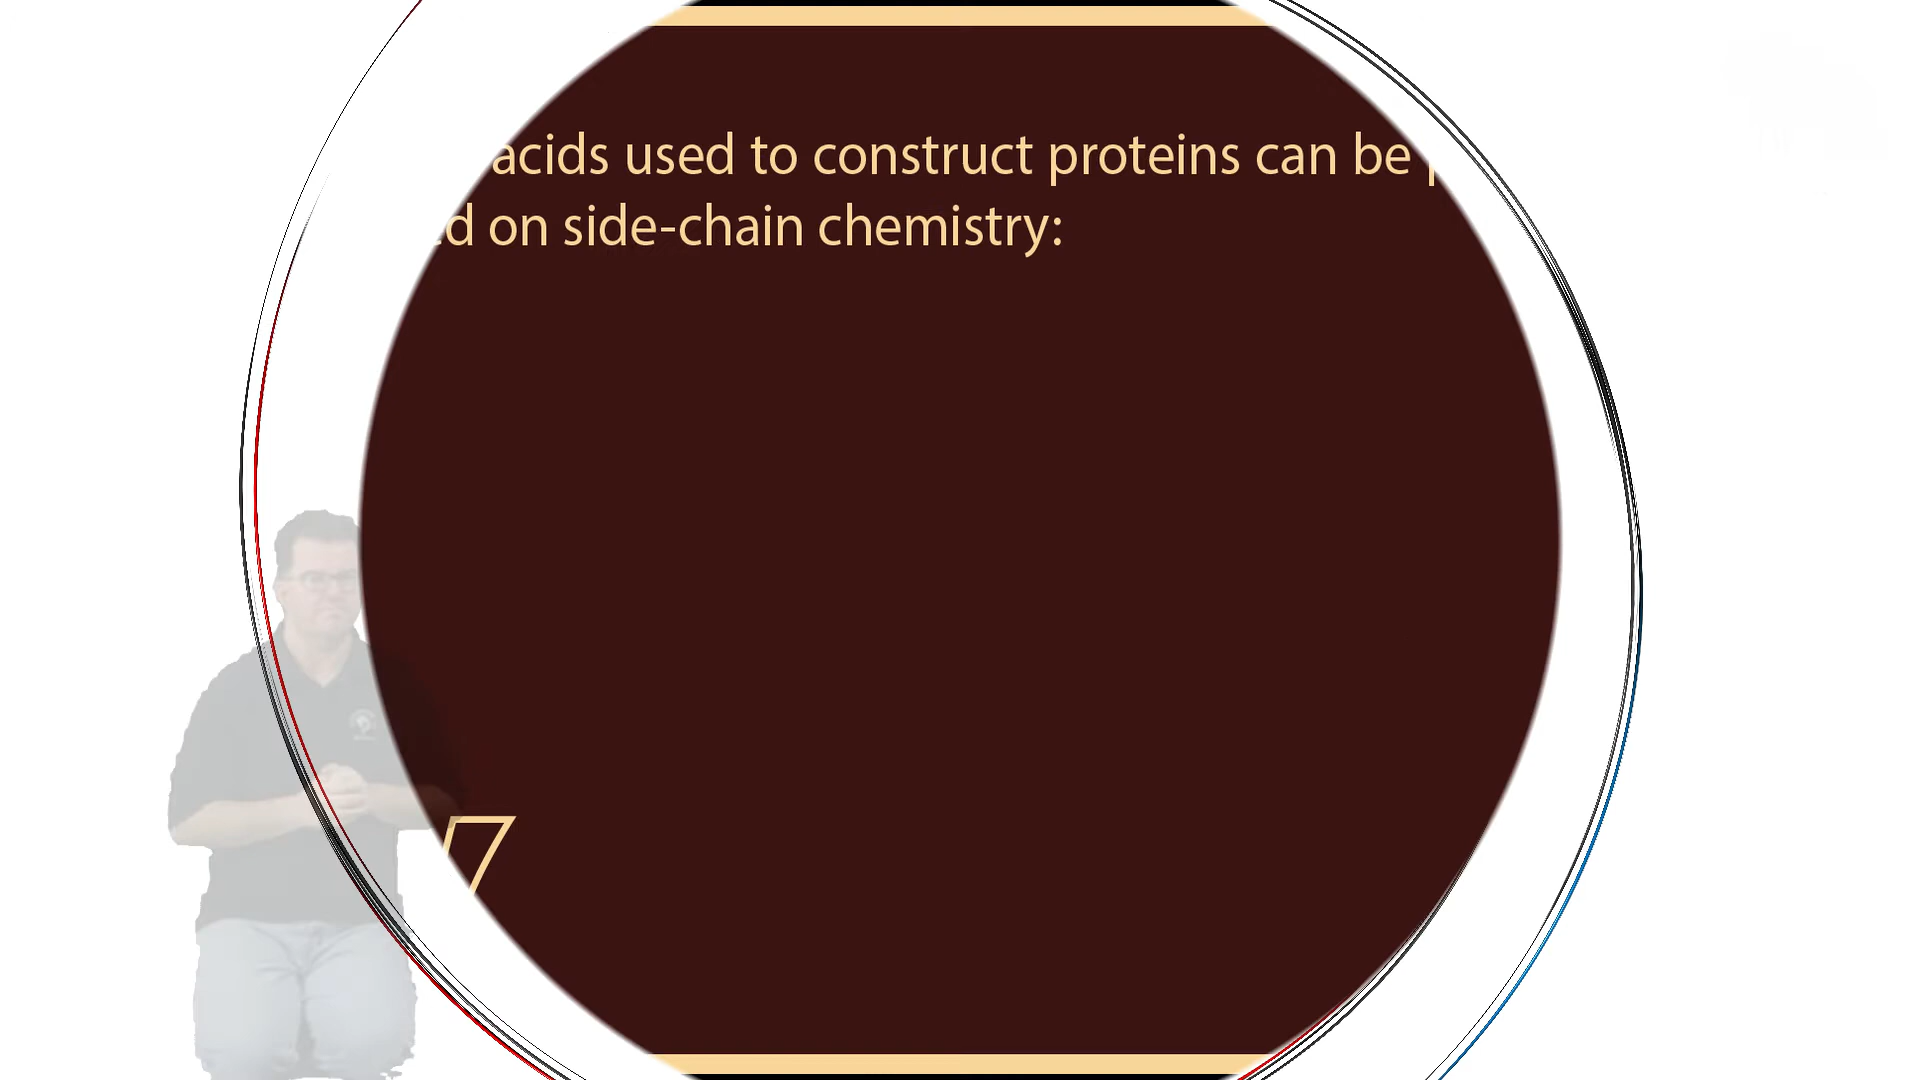 acids used to construct proteins can be
on side-chain chemistry: